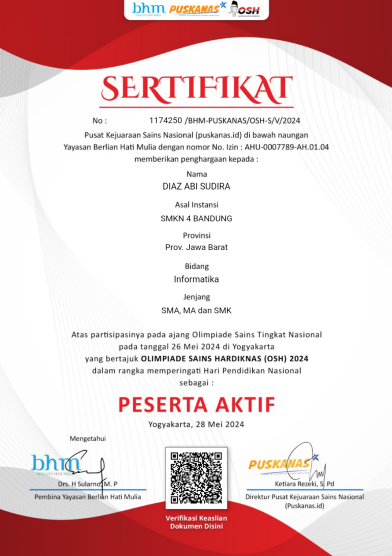 bhm PUSKANAS OSH
SERTIFIKAT
No : 1174250 /BHM-PUSKANAS/OSH-S/V/2024
Pusat Kejuaraan Sains Nasional (puskanas.id) di bawah naungan
Yayasan Berlian Hati Mulia dengan nomor No. Izin : AHU-0007789-AH.01.04
memberikan penghargaan kepada :
Nama
DIAZ ABI SUDIRA
Asal Instansi
SMKN 4 BANDUNG
Provinsi
Prov. Jawa Barat
Bidang
Informatika
Jenjang
SMA, MA dan SMK
Atas partisipasinya pada ajang Olimpiade Sains Tingkat Nasional
pada tanggal 26 Mei 2024 di Yogyakarta
yang bertajuk OLIMPIADE SAINS HARDIKNAS (OSH) 2024
dalam rangka memperingati Hari Pendidikan Nasional
sebagai :
PESERTA AKTIF
Yogyakarta, 28 Mei 2024
Mengetahui
bhm
PUSKANAS
Drs. H Sularno, M. P
Ketlara Rezeki, S. Pd
Pembina Yayasan Berlian Hati Mulia
Direktur Pusat Kejuaraan Sains Nasional
(Puskanas.id)
Verifikasi Keaslian
Dokumen Disini